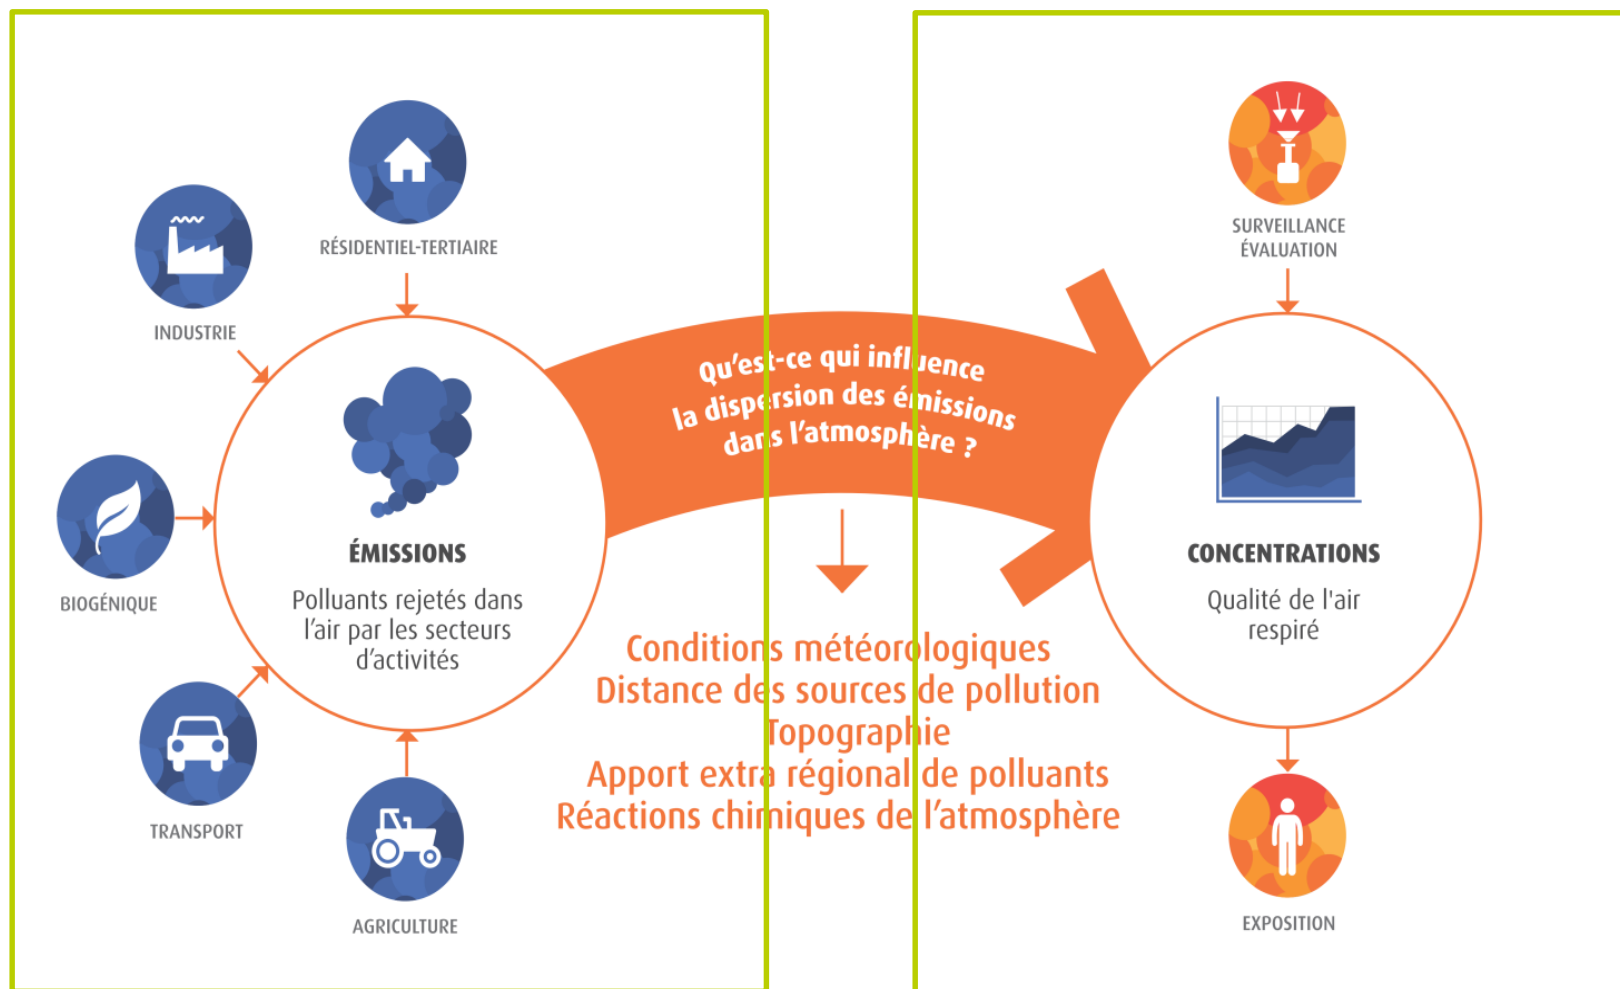 RÉSIDENTIEL-TERTIAIRE
INDUSTRIE
BIOGÉNIQUE
TRANSPORT
AGRICULTURE
ÉMISSIONS
Polluants rejetés dans
l'air par les secteurs
d'activités
Qu'est-ce qui influence
la dispersion des émissions
dans l'atmosphère ?
Conditions météorologiques
Distance des sources de pollution
Topographie
Apport extra régional de polluants
Réactions chimiques de l'atmosphère
SURVEILLANCE
ÉVALUATION
CONCENTRATIONS
Qualité de l'air
respiré
EXPOSITION